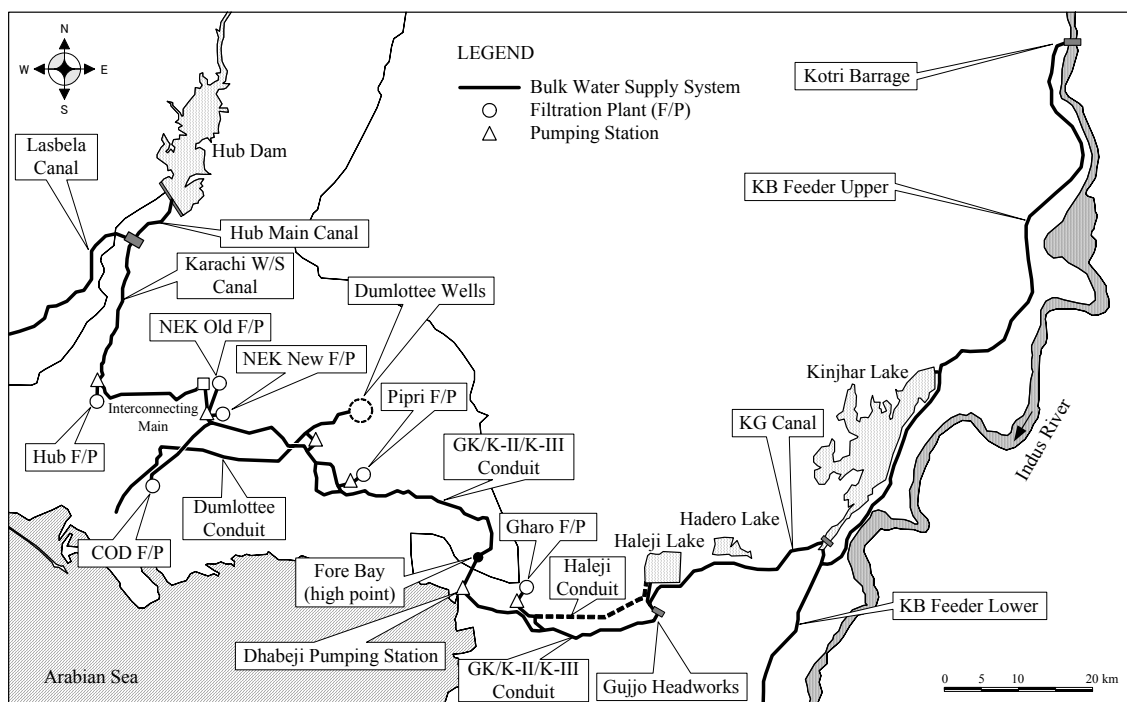 N
W
E
S
LEGEND
Bulk Water Supply System
Filtration Plant (F/P)
Pumping Station
Kotri Barrage
Lasbela
Canal
Hub Dam
KB Feeder Upper
Hub Main Canal
Karachi W/S
Canal
Dumlottee Wells
NEK Old F/P
NEK New F/P
Kinjhar Lake
Pipri F/P
Interconnecting
Main
KG Canal
GK/K-II/K-III
Conduit
Hub F/P
Indus River
Dumlottee
Conduit
Hadero Lake
Gharo F/P
Haleji Lake
COD F/P
Haleji
Conduit
Fore Bay
(high point)
KB Feeder Lower
Dhabeji Pumping Station
GK/K-II/K-III
Conduit
Gujjo Headworks
Arabian Sea
0 5 10 20 km